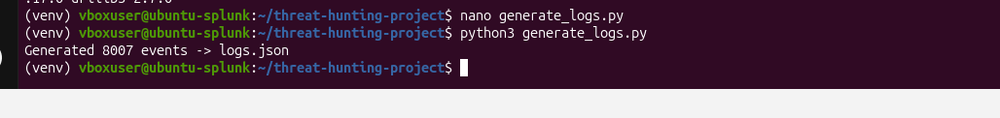 (venv) vboxuser@ubuntu-splunk:~/threat-hunting-project$ nano generate_logs.py
(venv) vboxuser@ubuntu-splunk:~/threat-hunting-project$ python3 generate_logs.py
Generated 8007 events -> logs.json
(venv) vboxuser@ubuntu-splunk:~/threat-hunting-project$